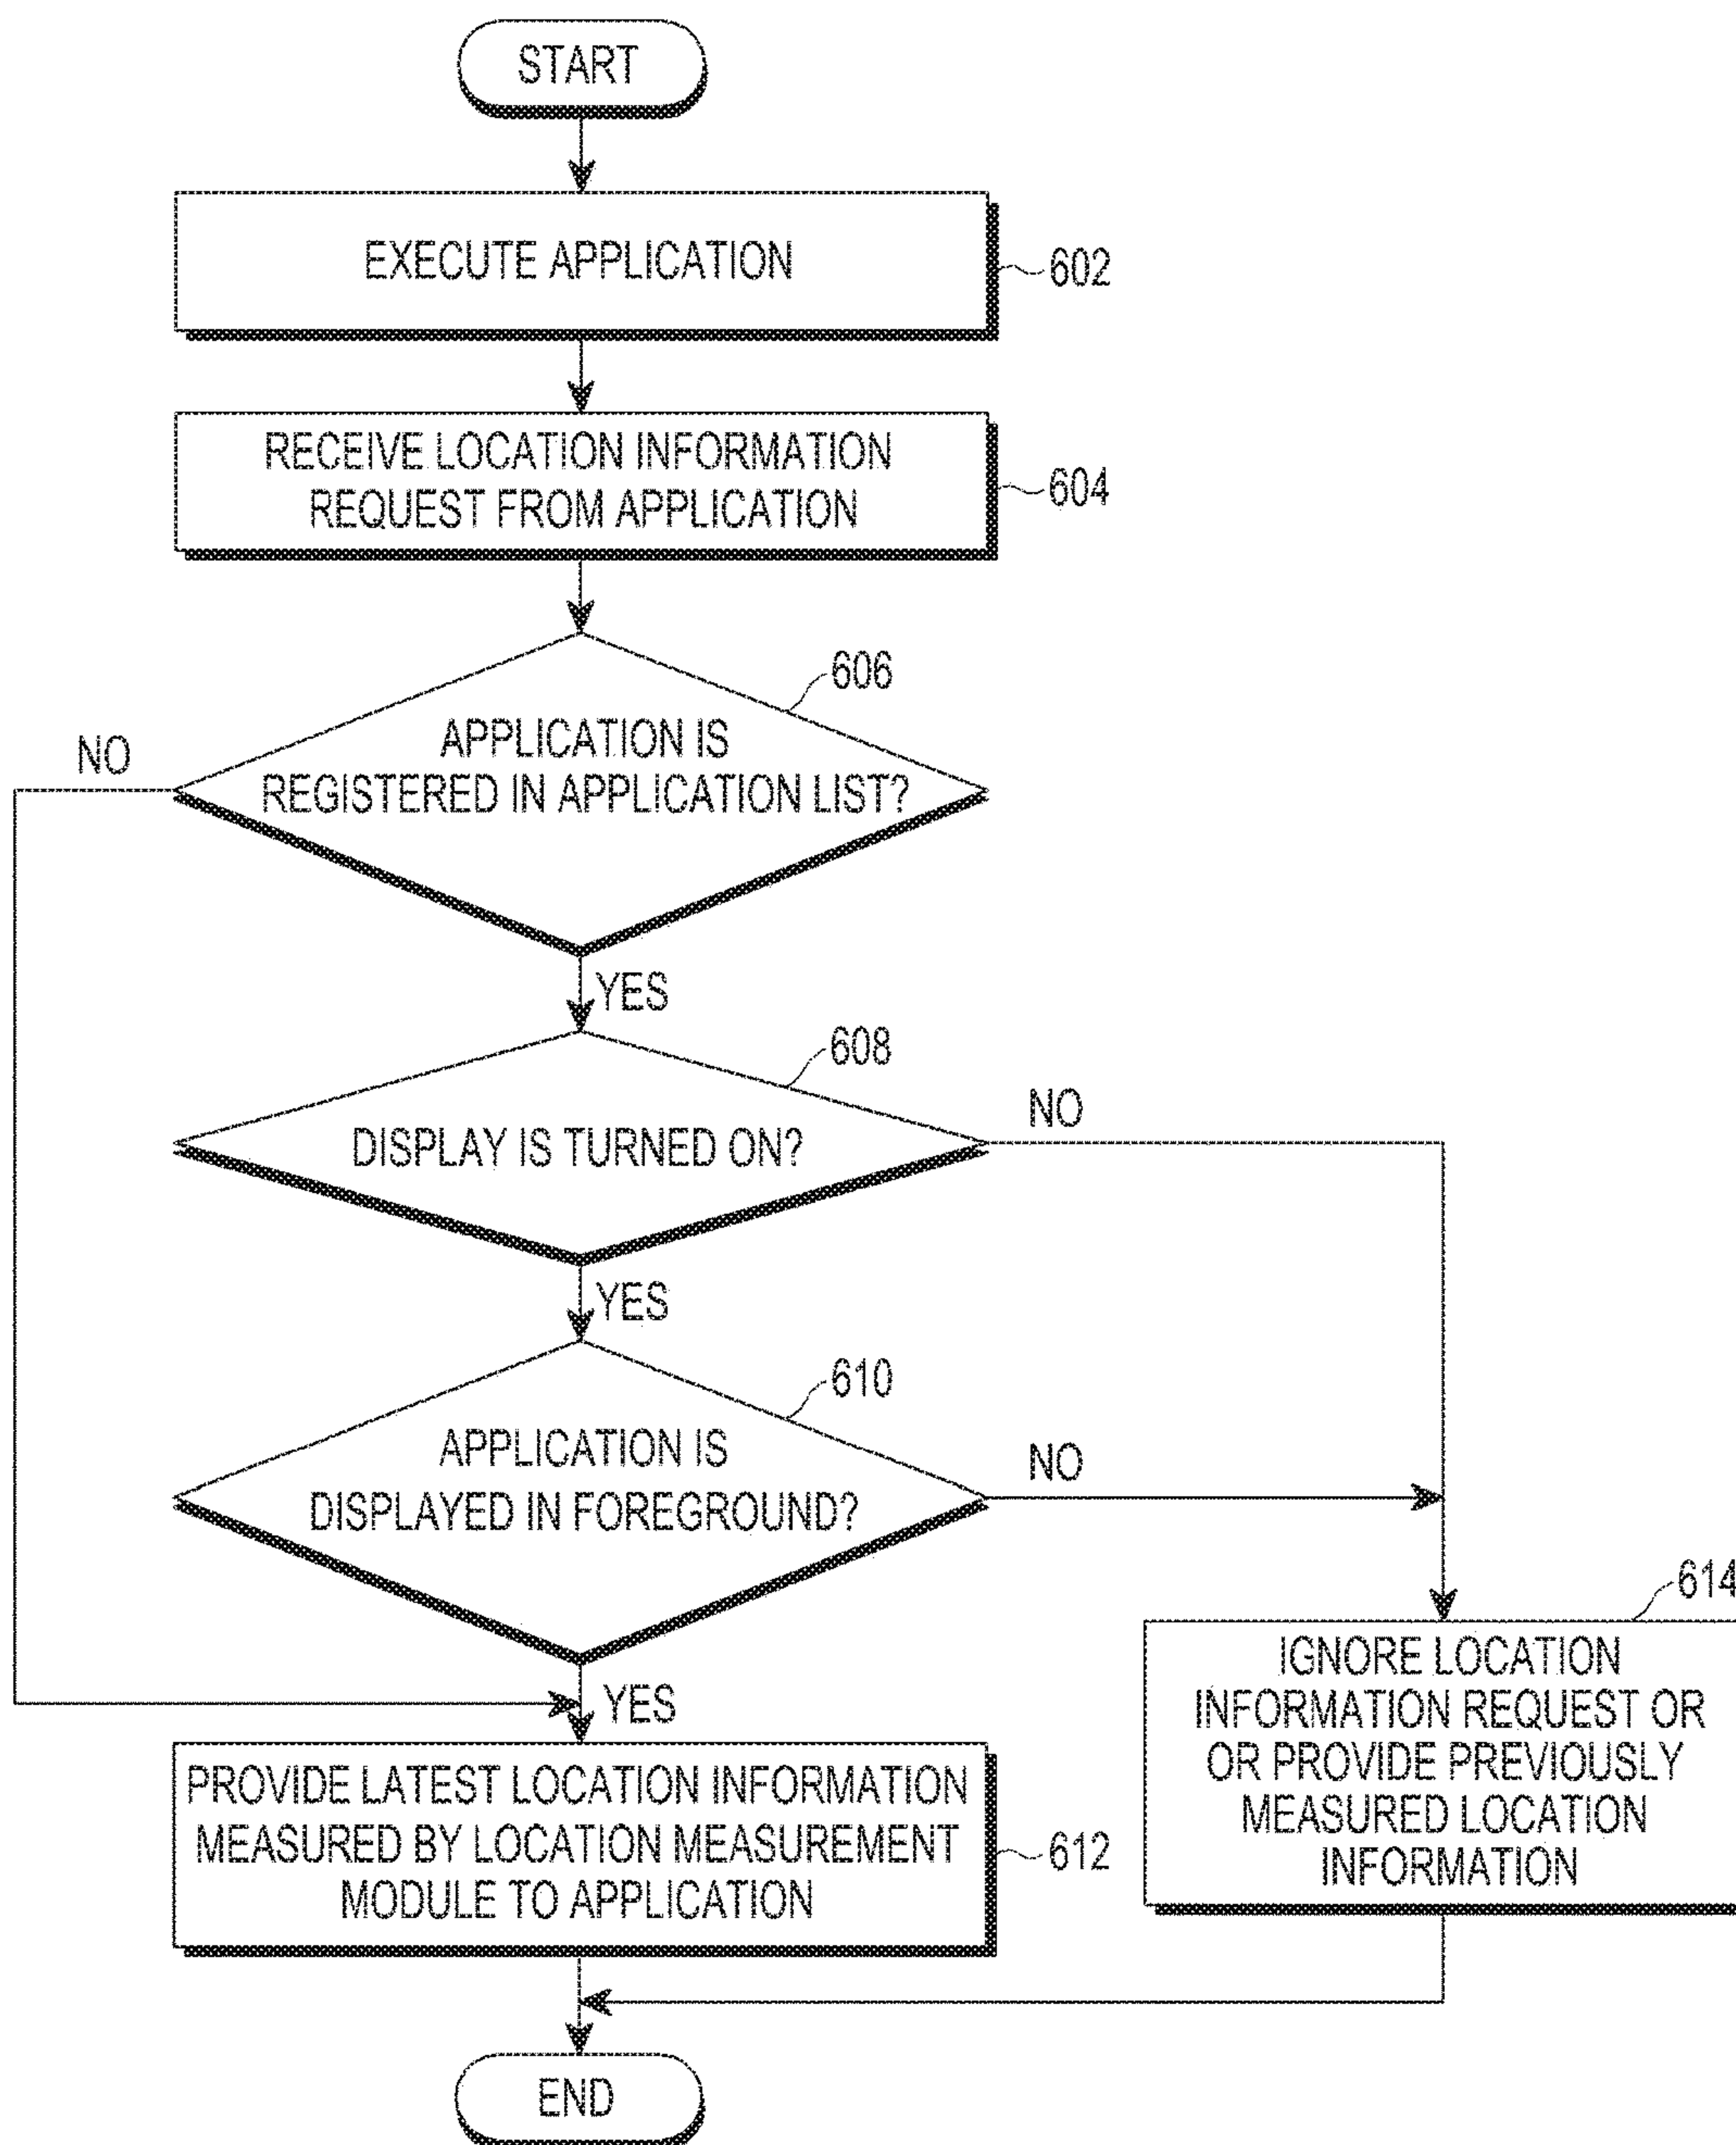 START
EXECUTE APPLICATION
602
RECEIVE LOCATION INFORMATION
REQUEST FROM APPLICATION
604
606
APPLICATION IS
REGISTERED IN APPLICATION LIST?
NO
YES
608
DISPLAY IS TURNED ON?
NO
YES
610
APPLICATION IS
DISPLAYED IN FOREGROUND?
NO
YES
614
IGNORE LOCATION
INFORMATION REQUEST OR
OR PROVIDE PREVIOUSLY
MEASURED LOCATION
INFORMATION
PROVIDE LATEST LOCATION INFORMATION
MEASURED BY LOCATION MEASUREMENT
MODULE TO APPLICATION
612
END